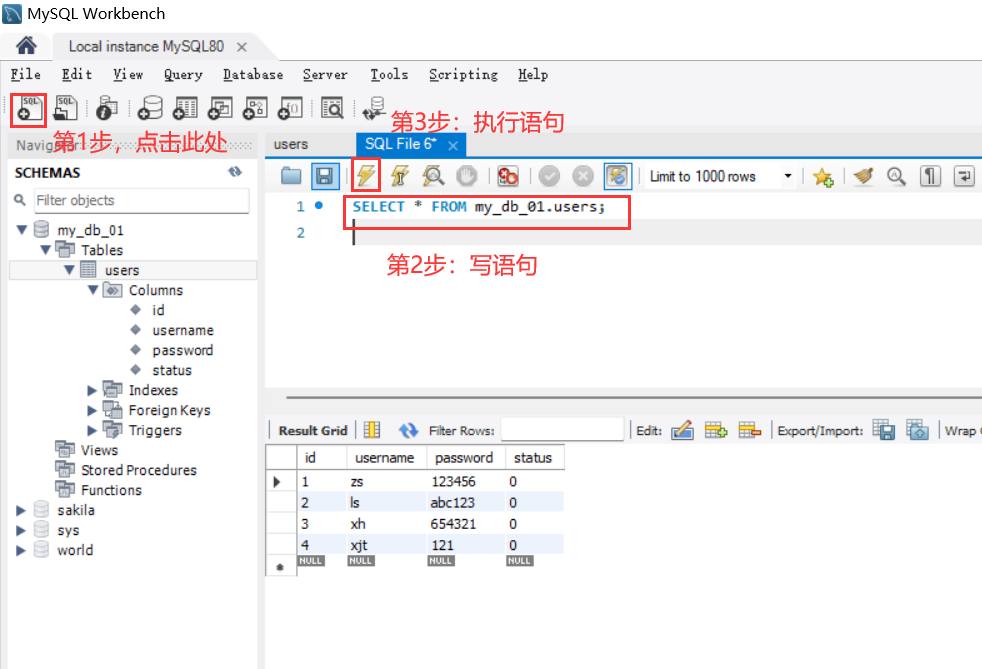 MySQL Workbench
Local instance MySQL80
File Edit View Query Database Server Tools Scripting Help
SQL SQL
第1步，点击此处
第3步：执行语句
Navigator
users SQL File 6*
SCHEMAS
Limit to 1000 rows
Filter objects
1 SELECT * FROM my_db_01.users;
2
第2步：写语句
my_db_01
Tables
users
Columns
id
username
password
status
Indexes
Foreign Keys
Triggers
Views
Stored Procedures
Functions
sakila
sys
world
Result Grid Filter Rows: Edit: Export/Import: Wrap
id username password status
1 zs 123456 0
2 ls abc123 0
3 xh 654321 0
4 xjt 121 0
NULL NULL NULL NULL